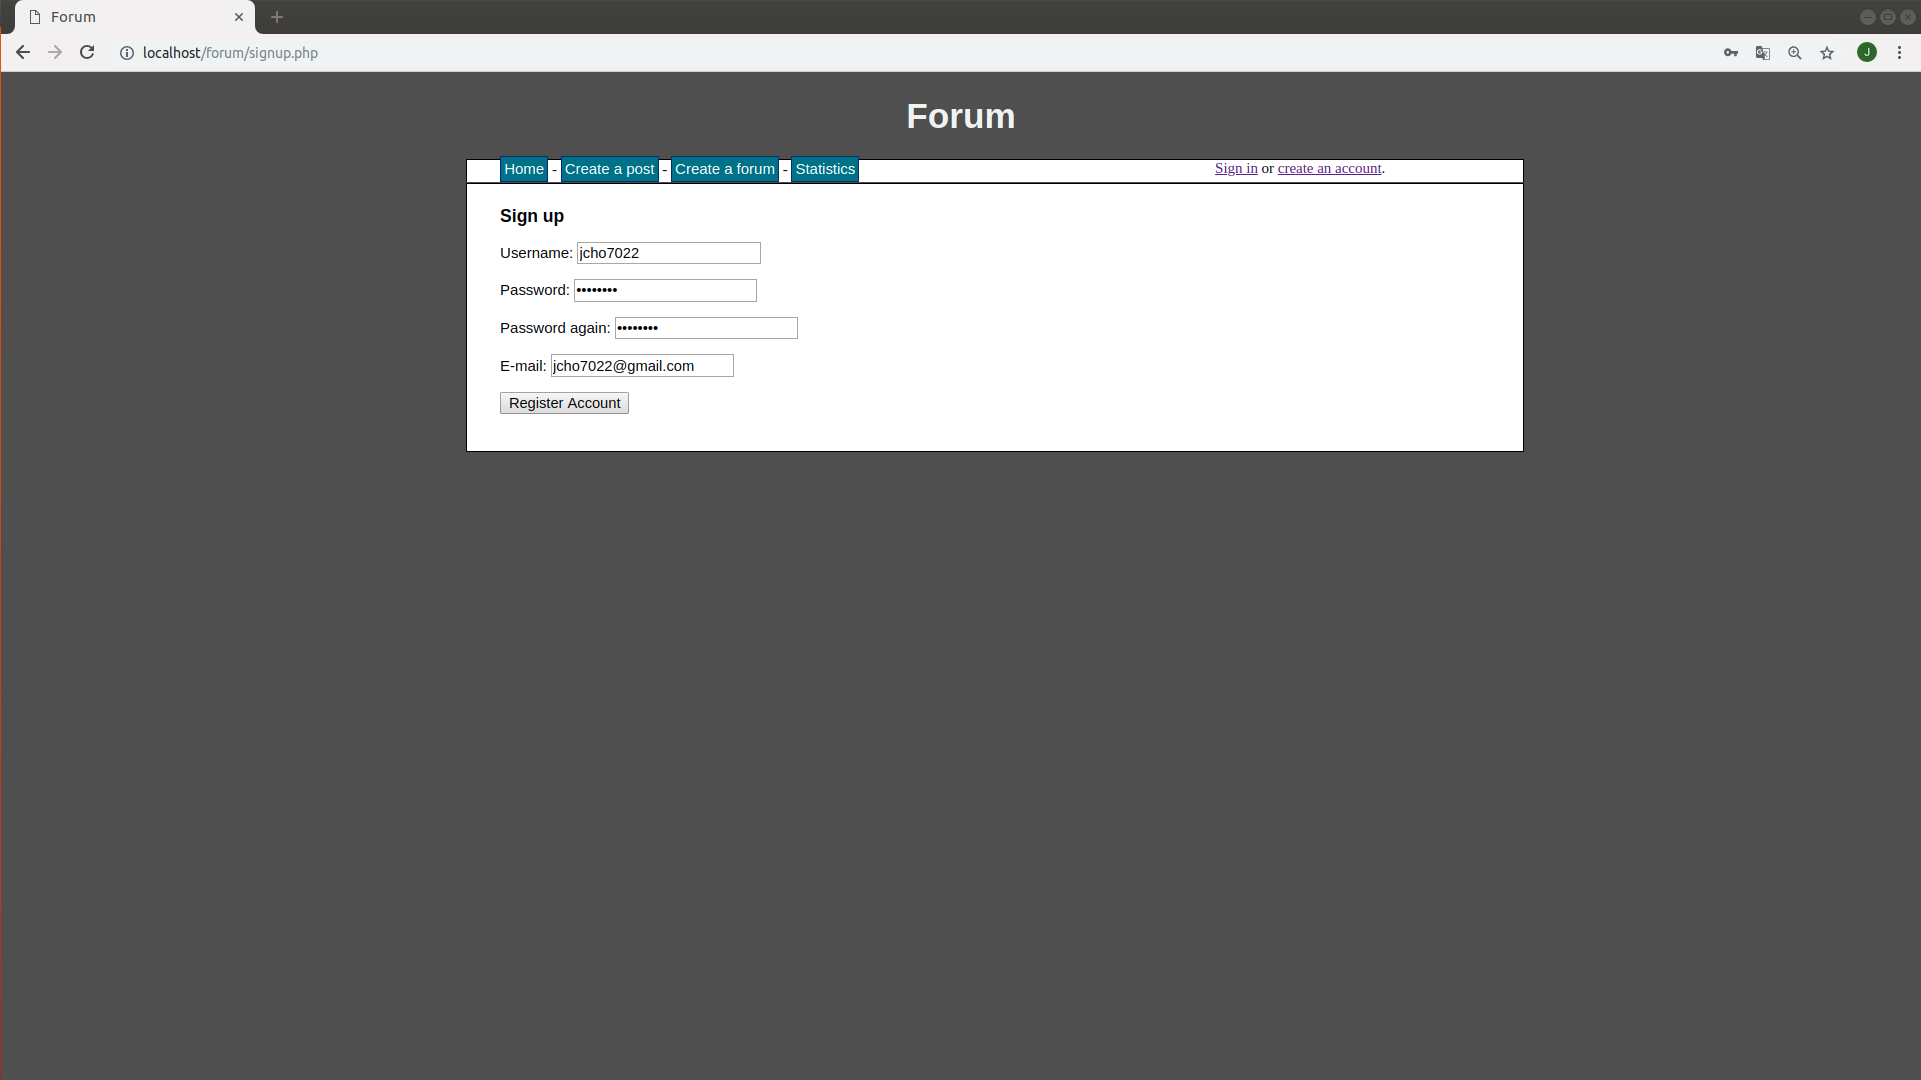 Forum
localhost/forum/signup.php
J
Forum
Home - Create a post - Create a forum - Statistics
Sign in or create an account.
Sign up
Username: jcho7022
Password: ••••••••
Password again: ••••••••
E-mail: jcho7022@gmail.com
Register Account